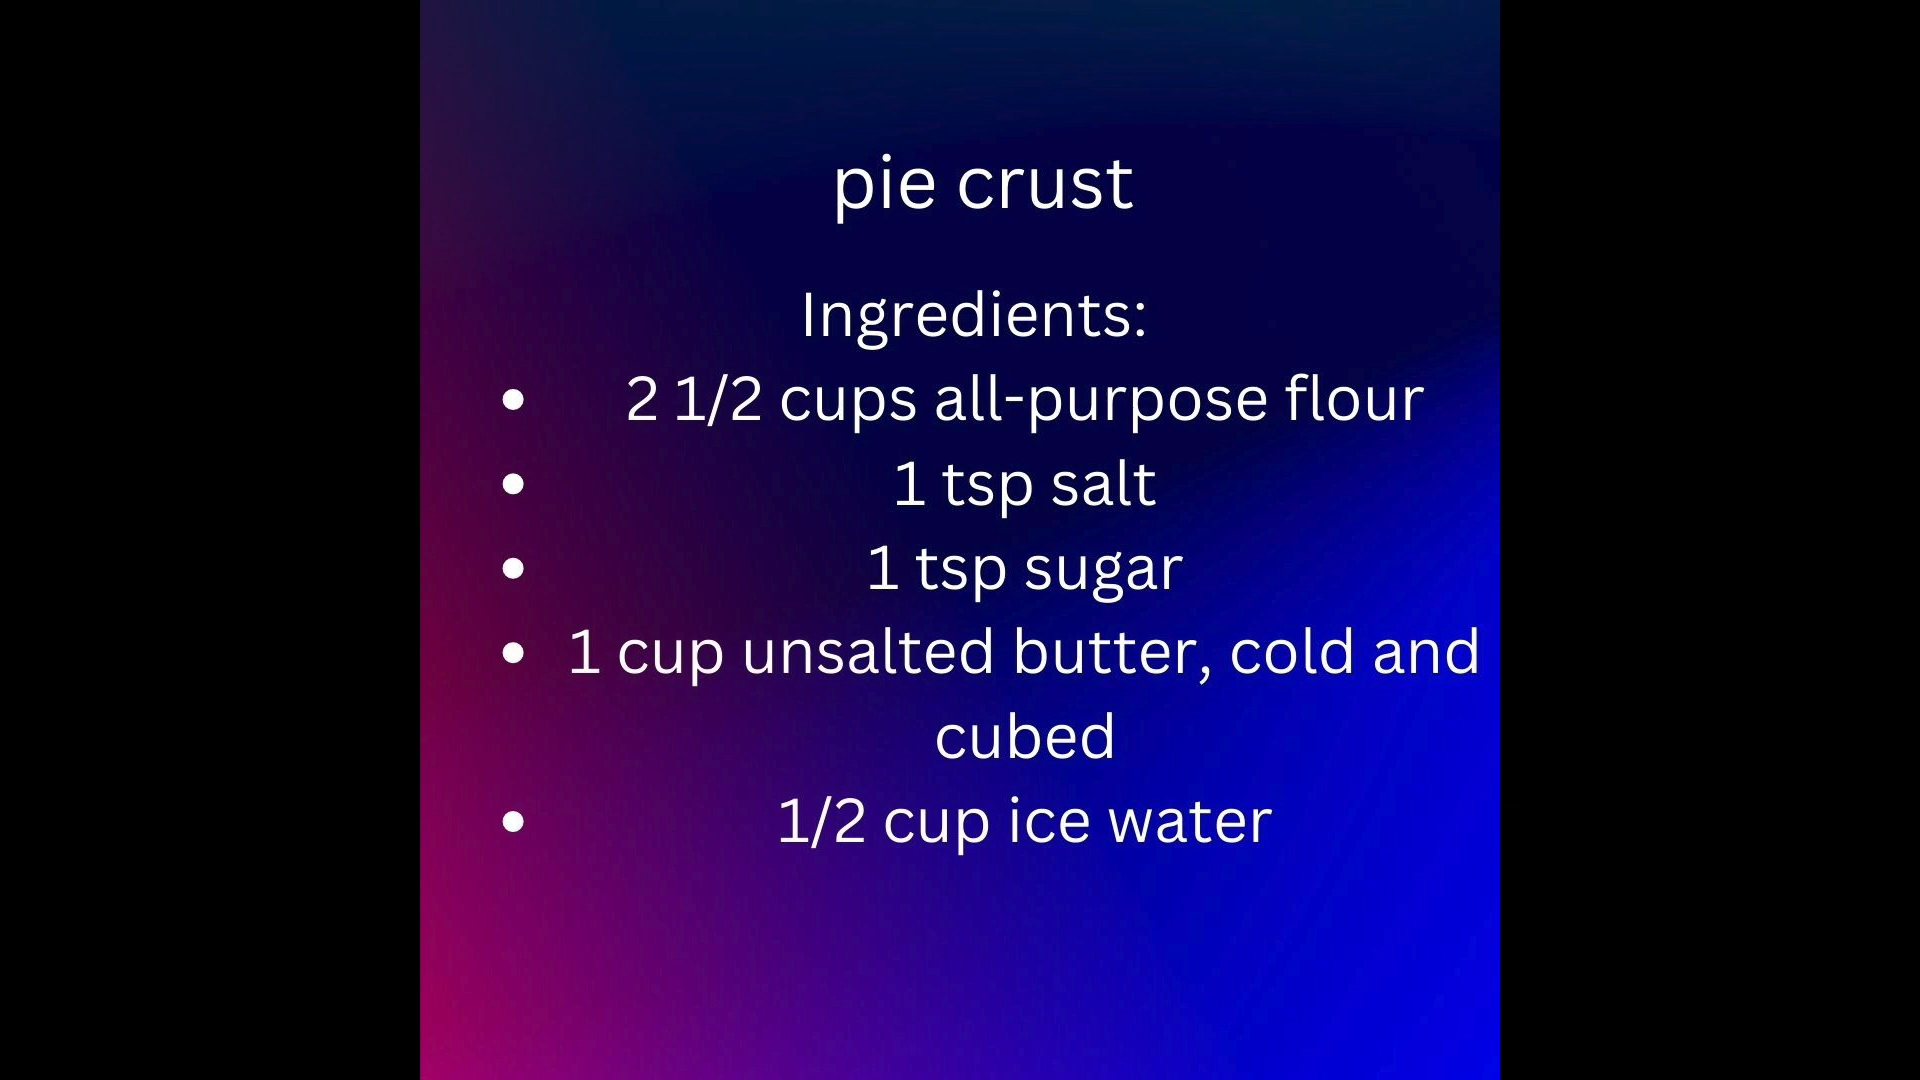 pie crust
Ingredients:
• 2 1/2 cups all-purpose flour
• 1 tsp salt
• 1 tsp sugar
• 1 cup unsalted butter, cold and
cubed
• 1/2 cup ice water